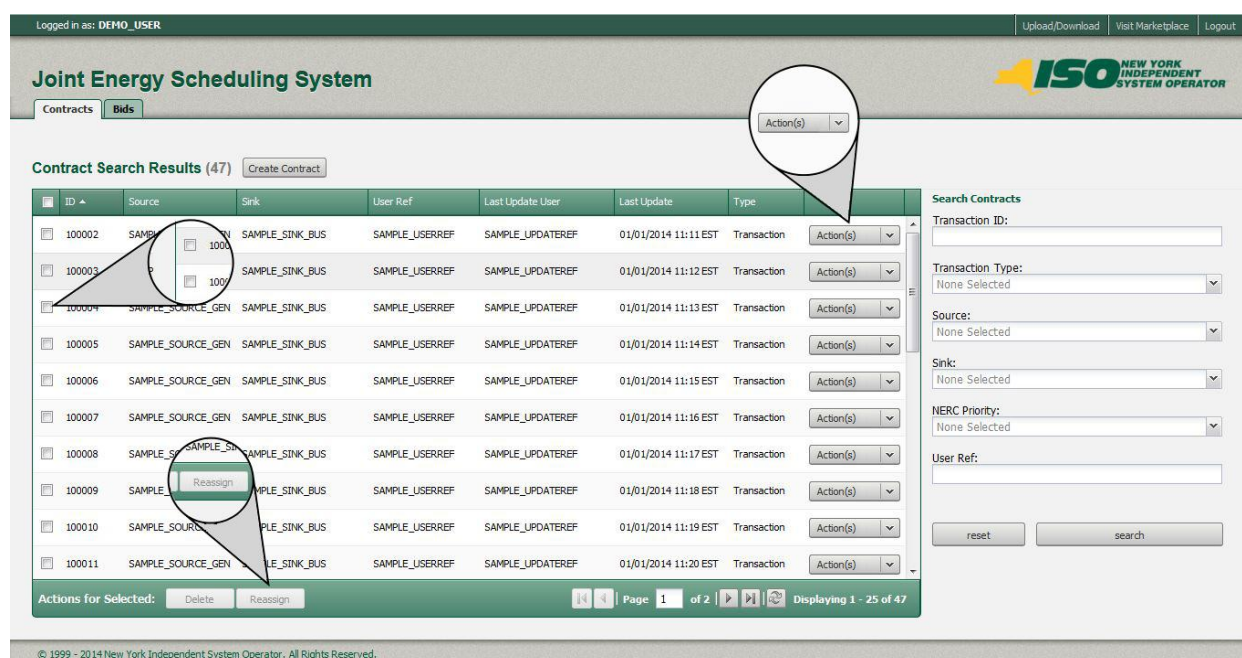 Logged in as: DEMO_USER Upload/Download Visit Marketplace Logout
Joint Energy Scheduling System
ISO NEW YORK INDEPENDENT SYSTEM OPERATOR
Contracts Bids
Action(s)
Contract Search Results (47) Create Contract
ID Source Sink User Ref Last Update User Last Update Type
100002 SAMPLE_SINK_BUS SAMPLE_USERREF SAMPLE_UPDATEREF 01/01/2014 11:11 EST Transaction Action(s)
100003 SAMPLE_SINK_BUS SAMPLE_USERREF SAMPLE_UPDATEREF 01/01/2014 11:12 EST Transaction Action(s)
100004 SAMPLE_SOURCE_GEN SAMPLE_SINK_BUS SAMPLE_USERREF SAMPLE_UPDATEREF 01/01/2014 11:13 EST Transaction Action(s)
100005 SAMPLE_SOURCE_GEN SAMPLE_SINK_BUS SAMPLE_USERREF SAMPLE_UPDATEREF 01/01/2014 11:14 EST Transaction Action(s)
100006 SAMPLE_SOURCE_GEN SAMPLE_SINK_BUS SAMPLE_USERREF SAMPLE_UPDATEREF 01/01/2014 11:15 EST Transaction Action(s)
100007 SAMPLE_SOURCE_GEN SAMPLE_SINK_BUS SAMPLE_USERREF SAMPLE_UPDATEREF 01/01/2014 11:16 EST Transaction Action(s)
100008 SAMPLE_SINK_BUS SAMPLE_USERREF SAMPLE_UPDATEREF 01/01/2014 11:17 EST Transaction Action(s)
Reassign
100009 SAMPLE_USERREF SAMPLE_UPDATEREF 01/01/2014 11:18 EST Transaction Action(s)
100010 SAMPLE_USERREF SAMPLE_UPDATEREF 01/01/2014 11:19 EST Transaction Action(s)
100011 SAMPLE_SOURCE_GEN SAMPLE_USERREF SAMPLE_UPDATEREF 01/01/2014 11:20 EST Transaction Action(s)
Actions for Selected: Delete Reassign Page 1 of 2 Displaying 1 - 25 of 47
Search Contracts
Transaction ID:
Transaction Type:
None Selected
Source:
None Selected
Sink:
None Selected
NERC Priority:
None Selected
User Ref:
reset search
© 1999 - 2014 New York Independent System Operator. All Rights Reserved.